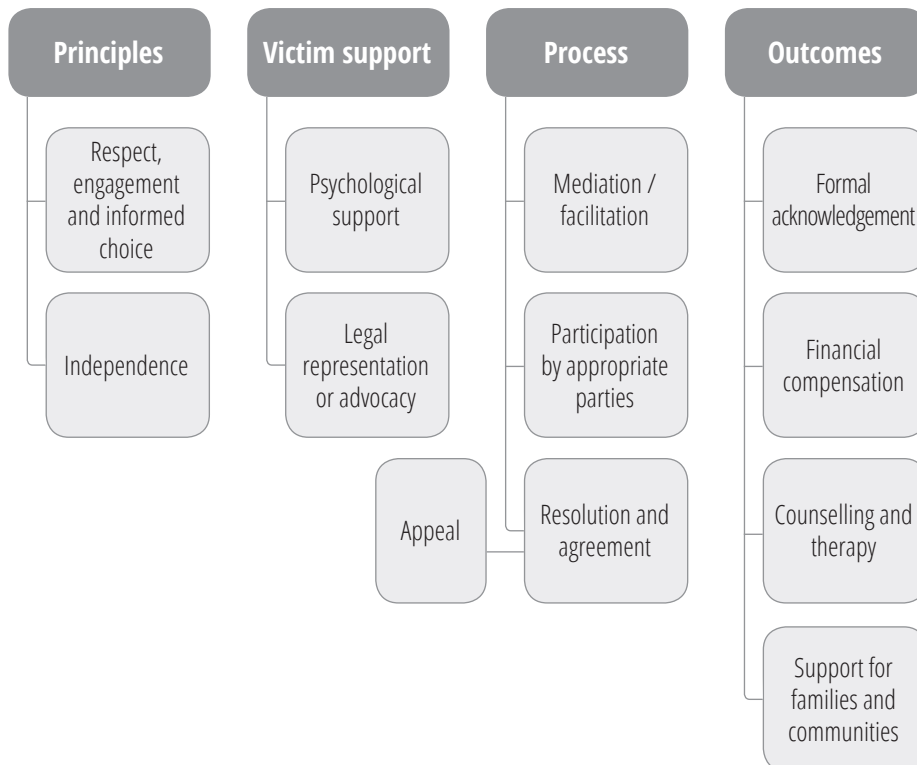 Principles
Respect,
engagement
and informed
choice
Independence
Victim support
Psychological
support
Legal
representation
or advocacy
Process
Mediation /
facilitation
Participation
by appropriate
parties
Appeal
Resolution and
agreement
Outcomes
Formal
acknowledgement
Financial
compensation
Counselling and
therapy
Support for
families and
communities